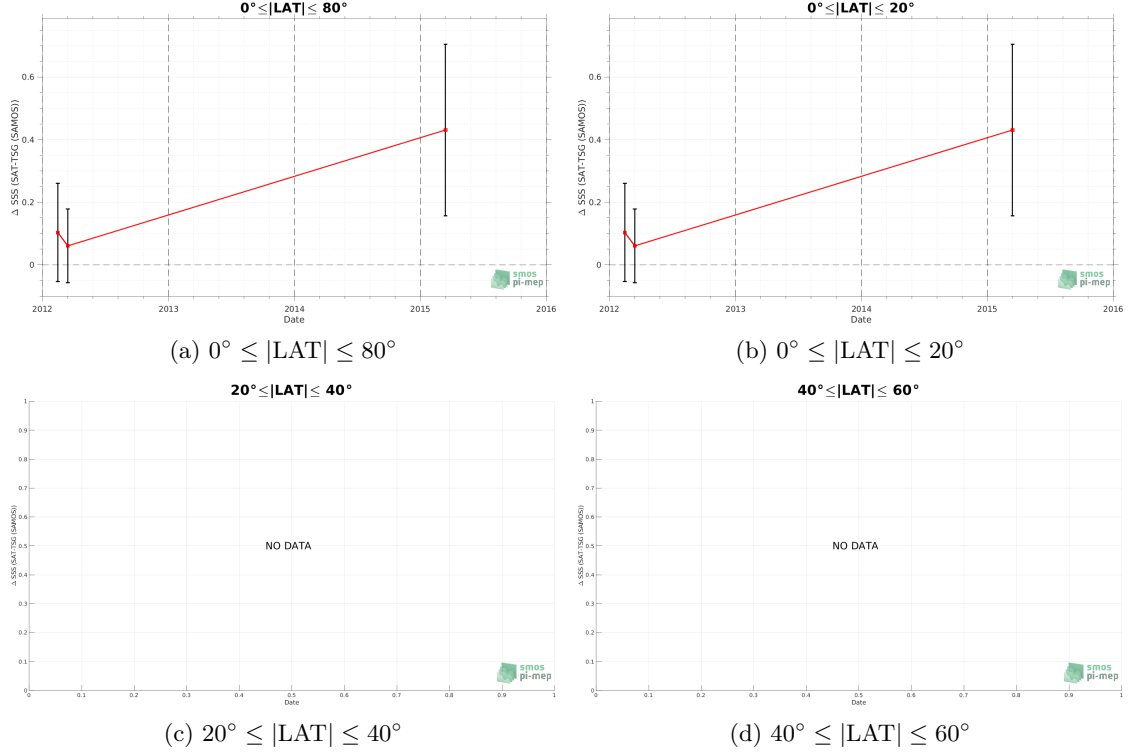 0°≤|LAT|≤ 80°
0.6
0.4
0.2
0
Δ SSS (SAT-TSG (SAMOS))
smos
pi-mep
2012 2013 2014 2015 2016
Date
(a) 0° ≤ |LAT| ≤ 80°
0°≤|LAT|≤ 20°
0.6
0.4
0.2
0
Δ SSS (SAT-TSG (SAMOS))
smos
pi-mep
2012 2013 2014 2015 2016
Date
(b) 0° ≤ |LAT| ≤ 20°
20°≤|LAT|≤ 40°
1
0.9
0.8
0.7
0.6
0.5
0.4
0.3
0.2
0.1
0
Δ SSS (SAT-TSG (SAMOS))
NO DATA
smos
pi-mep
0 0.1 0.2 0.3 0.4 0.5 0.6 0.7 0.8 0.9 1
Date
(c) 20° ≤ |LAT| ≤ 40°
40°≤|LAT|≤ 60°
1
0.9
0.8
0.7
0.6
0.5
0.4
0.3
0.2
0.1
0
Δ SSS (SAT-TSG (SAMOS))
NO DATA
smos
pi-mep
0 0.1 0.2 0.3 0.4 0.5 0.6 0.7 0.8 0.9 1
Date
(d) 40° ≤ |LAT| ≤ 60°